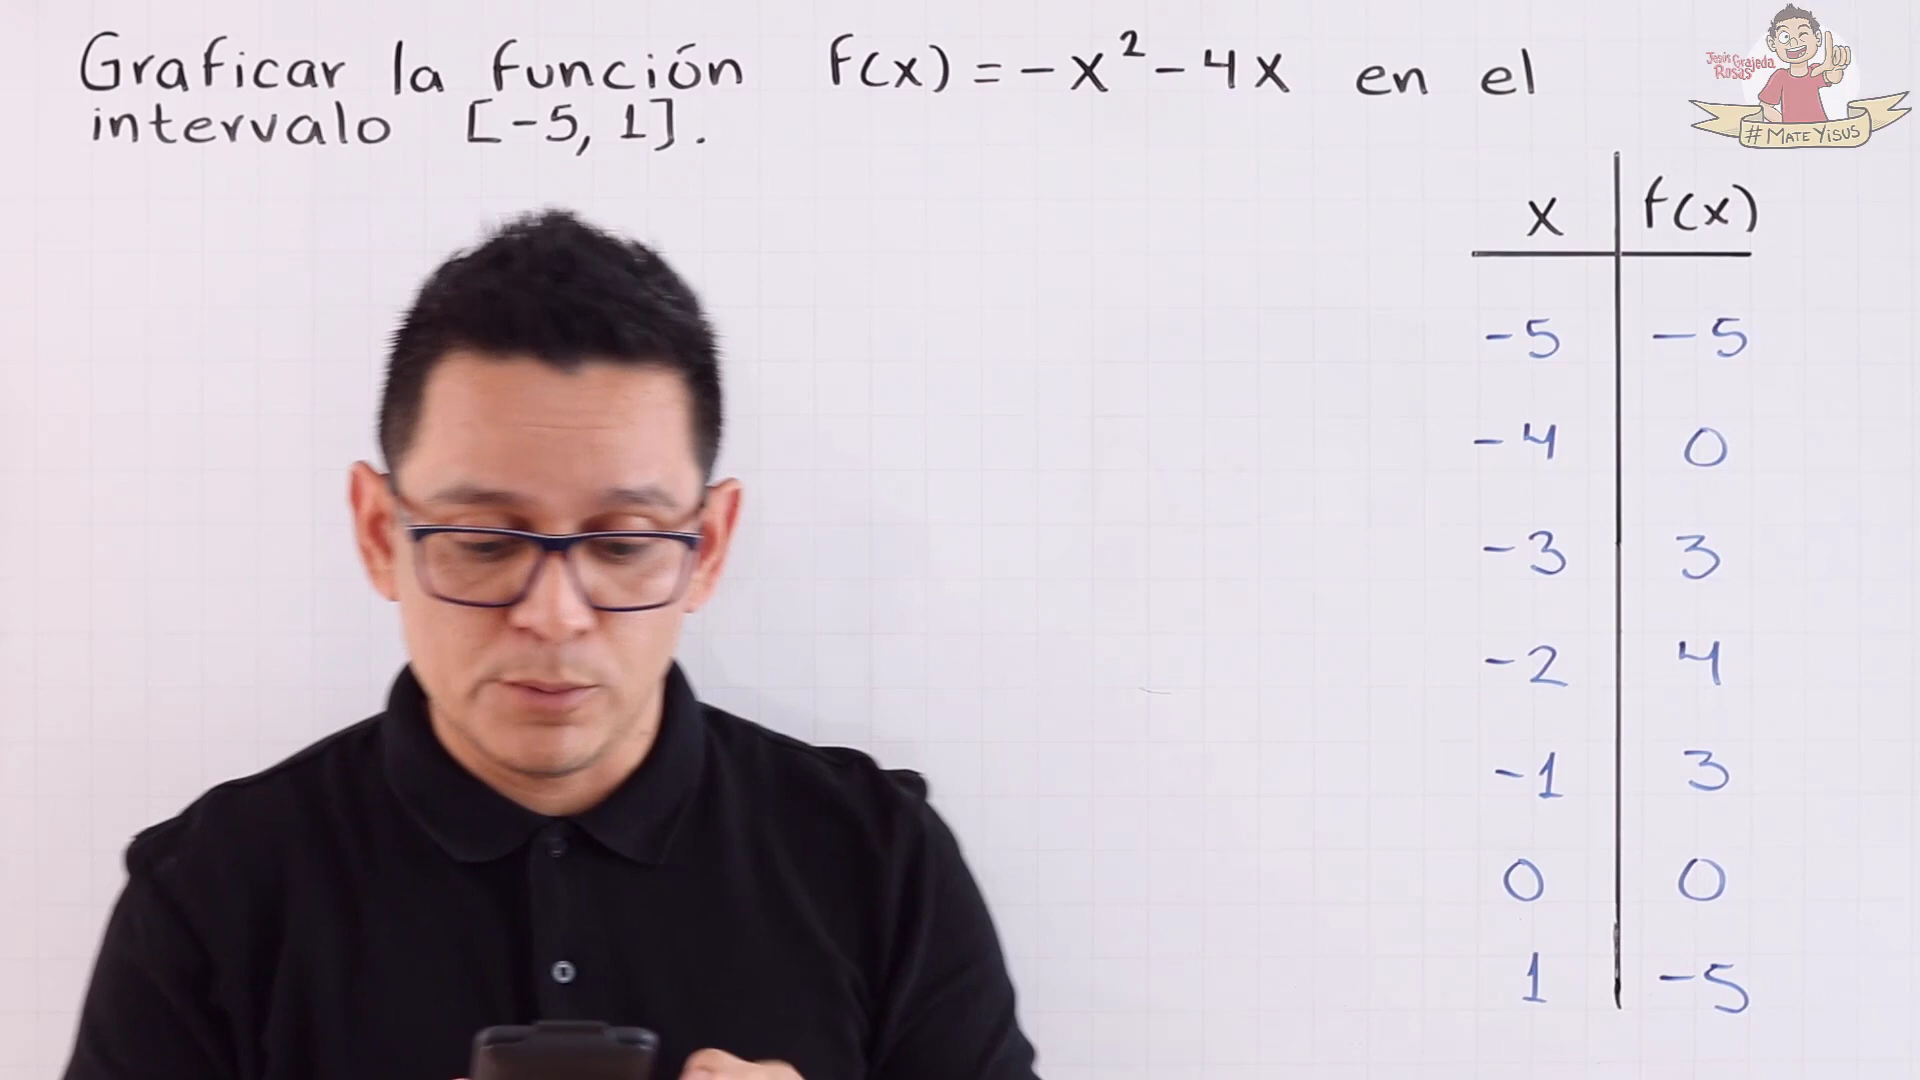 Graficar la función f(x) = -x² - 4x en el
intervalo [-5, 1].
Jesús Grajeda
Rosas
# MATEYISUS
x f(x)
-5 -5
-4 0
-3 3
-2 4
-1 3
0 0
1 -5